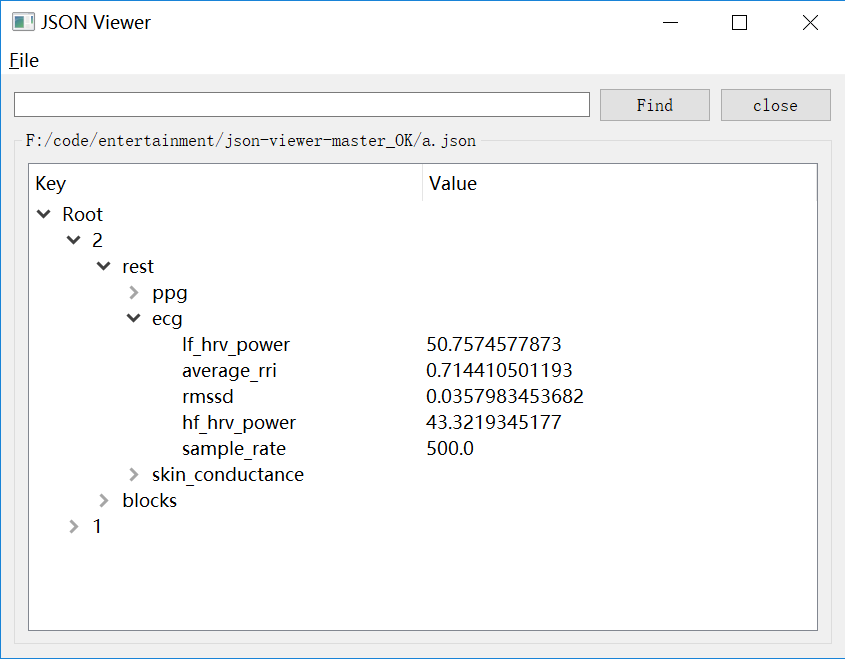 JSON Viewer
File
Find close
F:/code/entertainment/json-viewer-master_OK/a.json
Key Value
Root
2
rest
ppg
ecg
lf_hrv_power 50.7574577873
average_rri 0.714410501193
rmssd 0.0357983453682
hf_hrv_power 43.3219345177
sample_rate 500.0
skin_conductance
blocks
1